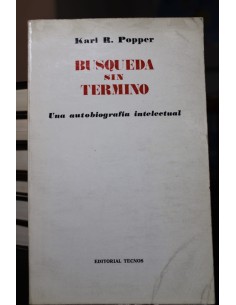 Karl R. Popper
BUSQUEDA
SIN
TERMINO
Una autobiografía intelectual
EDITORIAL TECNOS